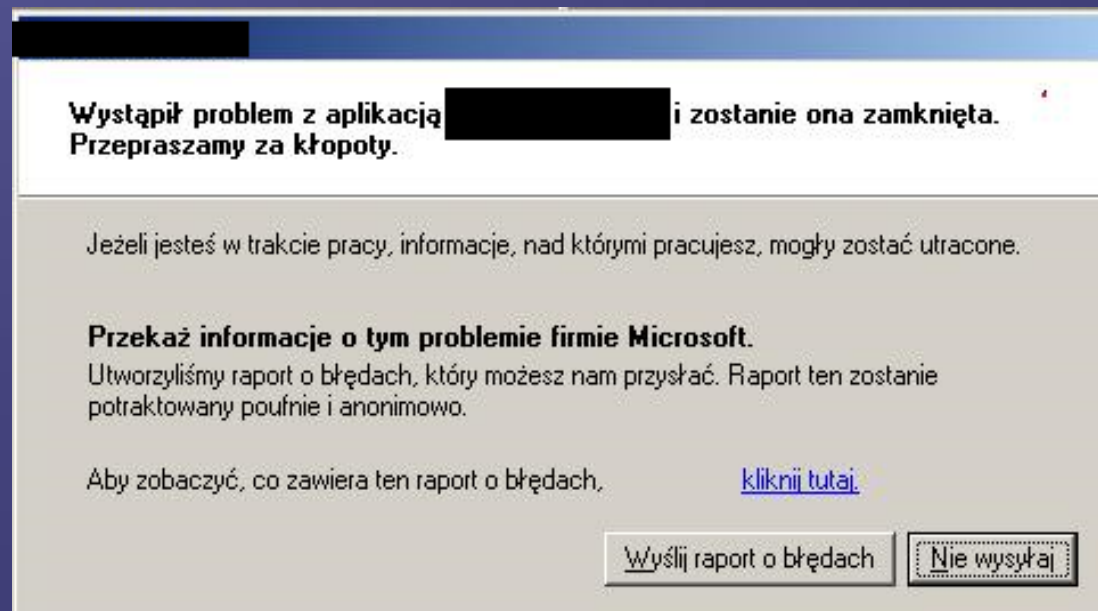 Wystąpił problem z aplikacją i zostanie ona zamknięta.
Przepraszamy za kłopoty.
Jeżeli jesteś w trakcie pracy, informacje, nad którymi pracujesz, mogły zostać utracone.
Przekaż informacje o tym problemie firmie Microsoft.
Utworzyliśmy raport o błędach, który możesz nam przysłać. Raport ten zostanie
potraktowany poufnie i anonimowo.
Aby zobaczyć, co zawiera ten raport o błędach, kliknij tutaj.
Wyślij raport o błędach Nie wysyłaj